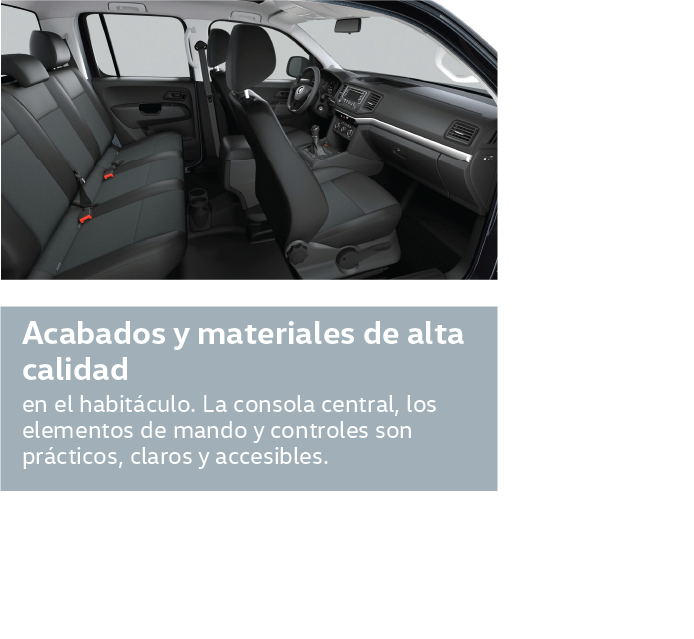 Acabados y materiales de alta
calidad
en el habitáculo. La consola central, los
elementos de mando y controles son
prácticos, claros y accesibles.